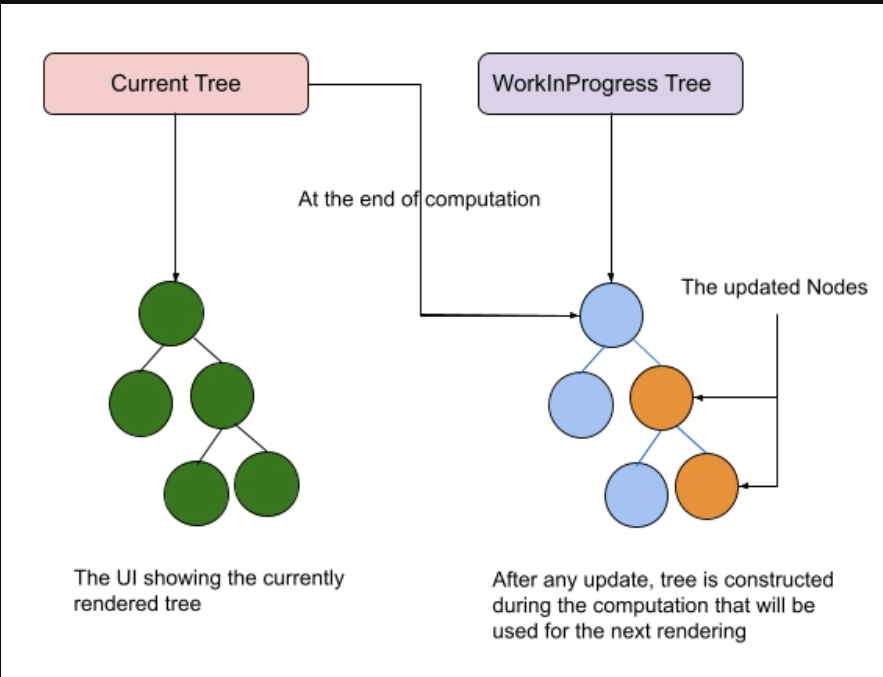 Current Tree
WorkInProgress Tree
At the end of computation
The updated Nodes
The UI showing the currently
rendered tree
After any update, tree is constructed
during the computation that will be
used for the next rendering